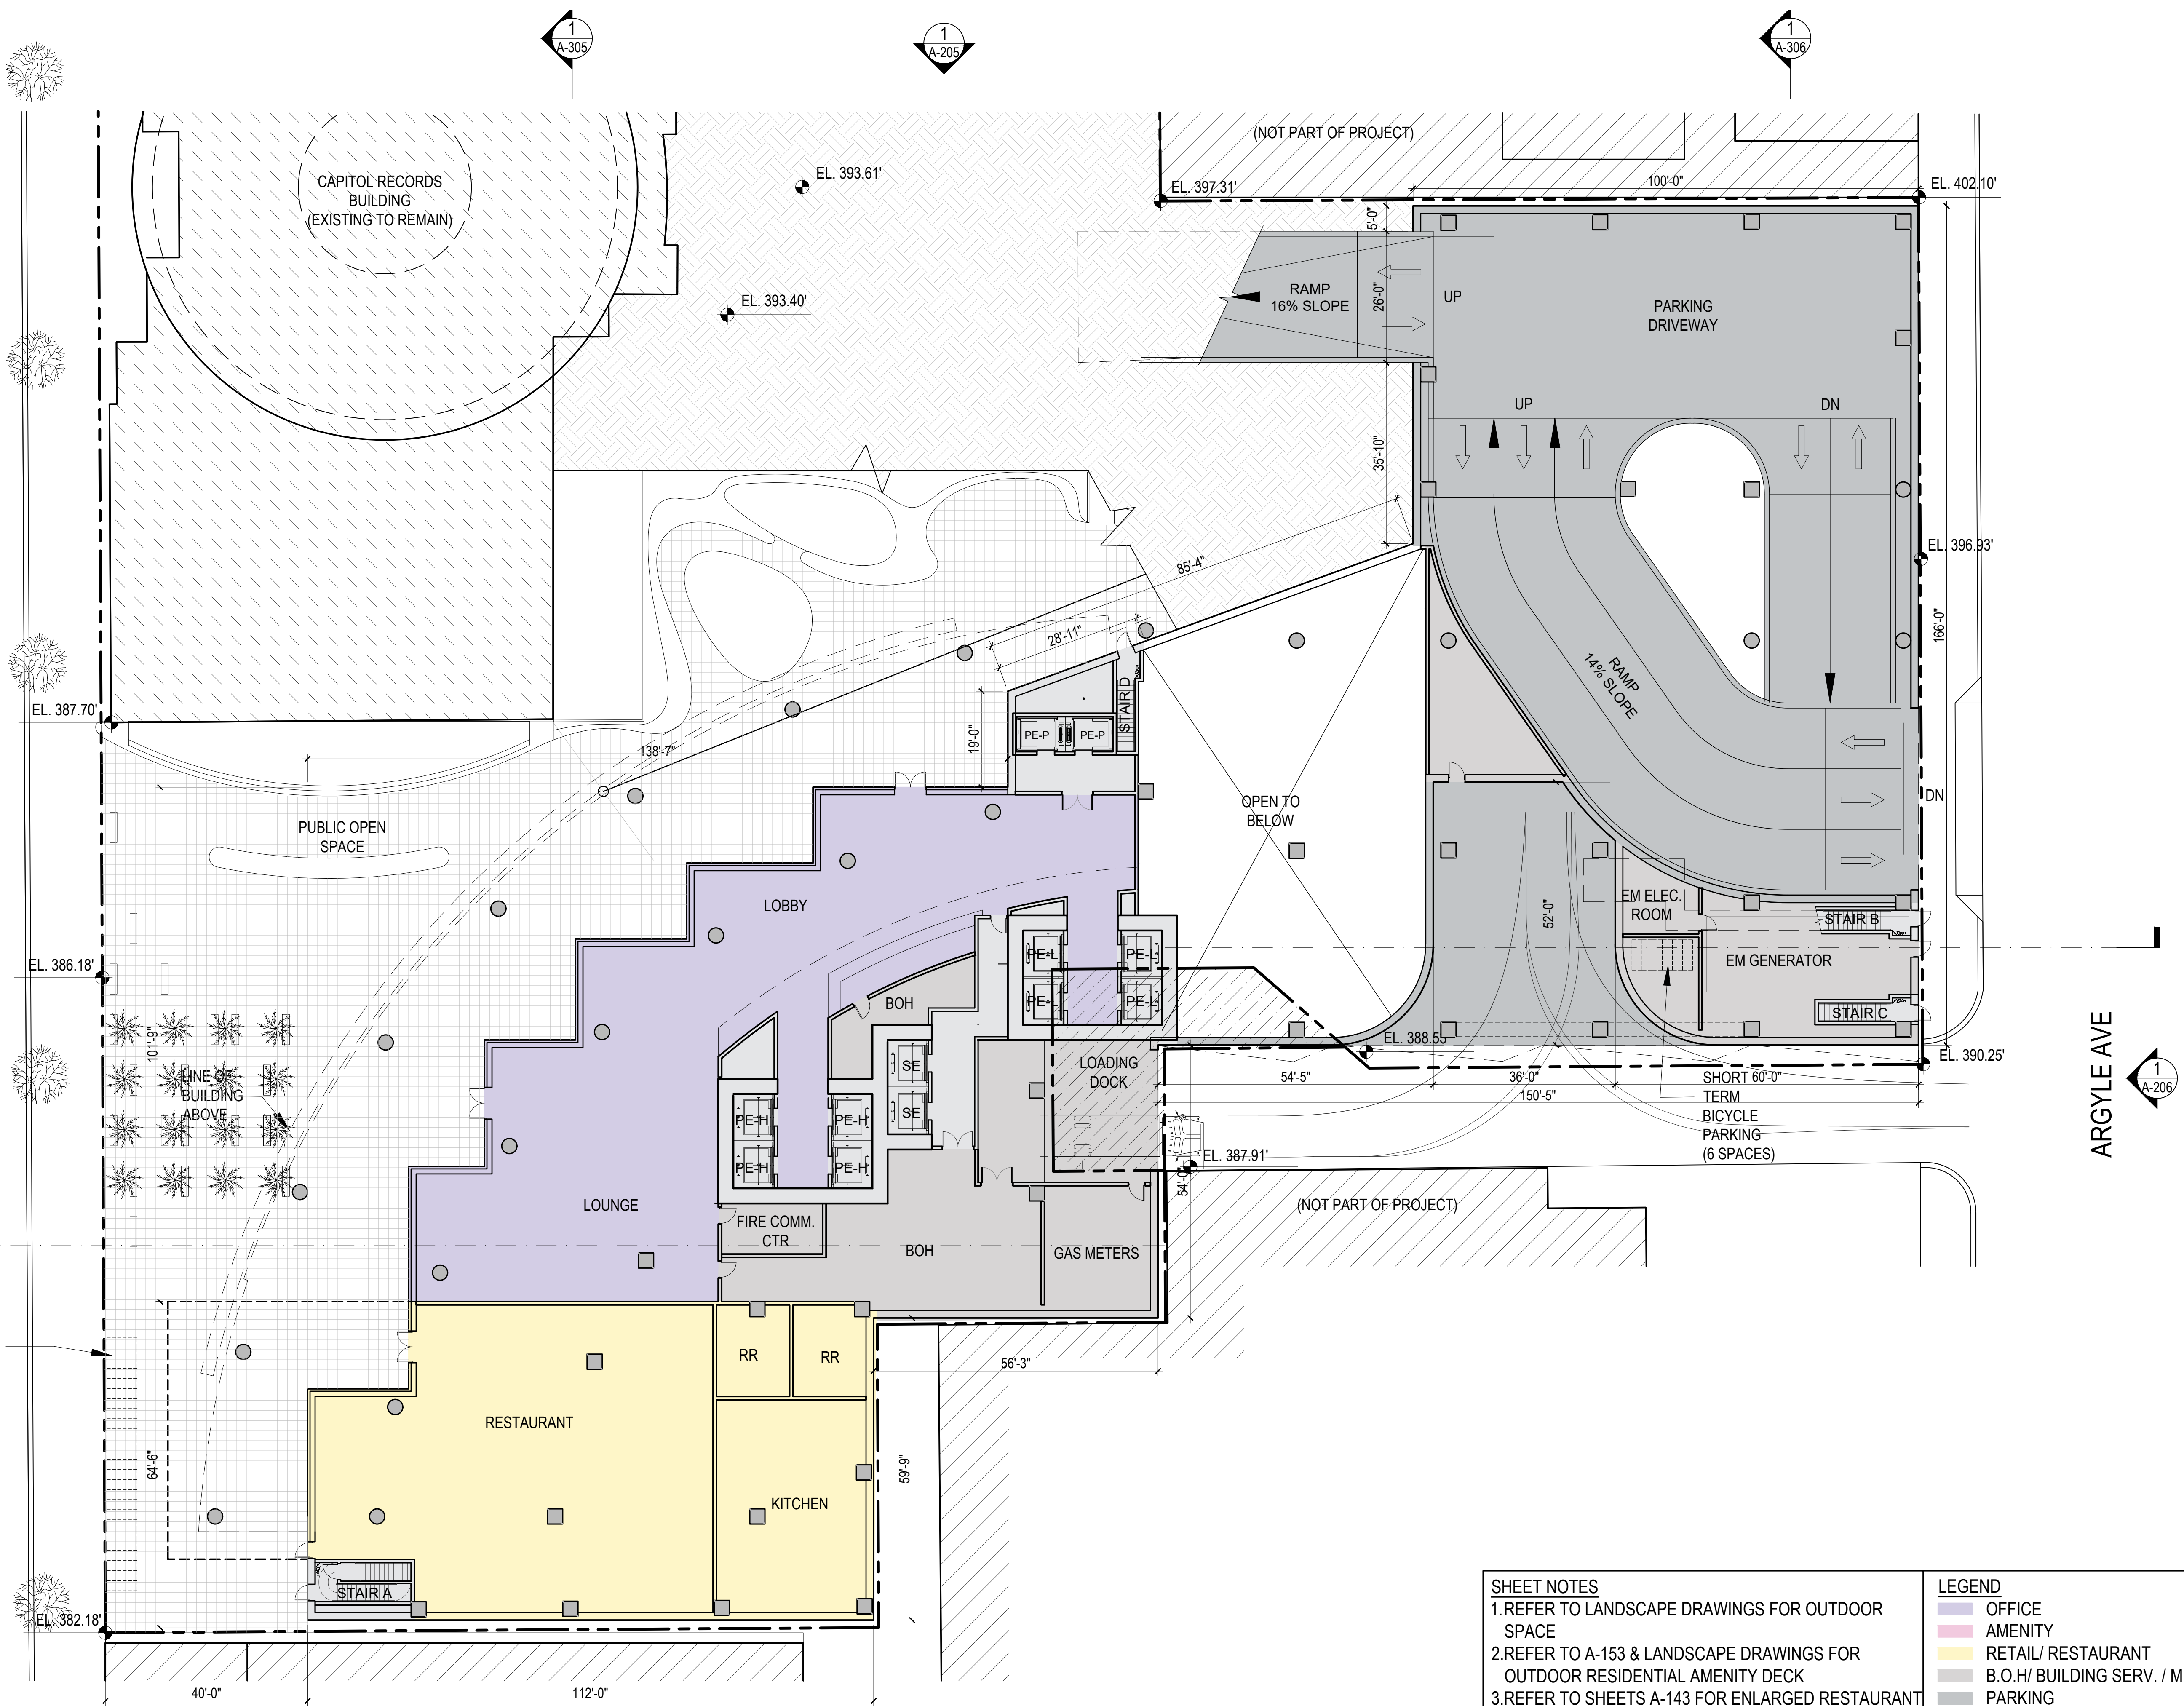 1
A-305
1
A-205
1
A-306
(NOT PART OF PROJECT)
CAPITOL RECORDS
BUILDING
(EXISTING TO REMAIN)
EL. 393.61'
EL. 397.31'
100'-0"
EL. 402.10'
5'-0"
EL. 393.40'
RAMP
16% SLOPE
26'-0"
UP
PARKING
DRIVEWAY
UP
DN
35'-10"
85'-4"
EL. 396.93'
28'-11"
166'-0"
RAMP
14% SLOPE
EL. 387.70'
STAIR D
PE-P
PE-P
19'-0"
138'-7"
OPEN TO
BELOW
DN
PUBLIC OPEN
SPACE
LOBBY
EM ELEC.
ROOM
52'-0"
STAIR B
EM GENERATOR
PE-L
PE-L
PE-L
PE-L
EL. 386.18'
BOH
STAIR C
101'-9"
EL. 388.55'
EL. 390.25'
LOADING
DOCK
SE
SE
LINE OF
BUILDING
ABOVE
54'-5"
36'-0"
60'-0"
150'-5"
SHORT
TERM
BICYCLE
PARKING
(6 SPACES)
ARGYLE AVE
1
A-206
PE-H
PE-H
PE-H
PE-H
EL. 387.91'
54'-0"
(NOT PART OF PROJECT)
LOUNGE
FIRE COMM.
CTR
BOH
GAS METERS
RR
RR
56'-3"
RESTAURANT
64'-6"
59'-9"
KITCHEN
STAIR A
EL. 382.18'
40'-0"
112'-0"
SHEET NOTES
1.REFER TO LANDSCAPE DRAWINGS FOR OUTDOOR
SPACE
2.REFER TO A-153 & LANDSCAPE DRAWINGS FOR
OUTDOOR RESIDENTIAL AMENITY DECK
3.REFER TO SHEETS A-143 FOR ENLARGED RESTAURANT
LEGEND
OFFICE
AMENITY
RETAIL/ RESTAURANT
B.O.H/ BUILDING SERV. / M
PARKING